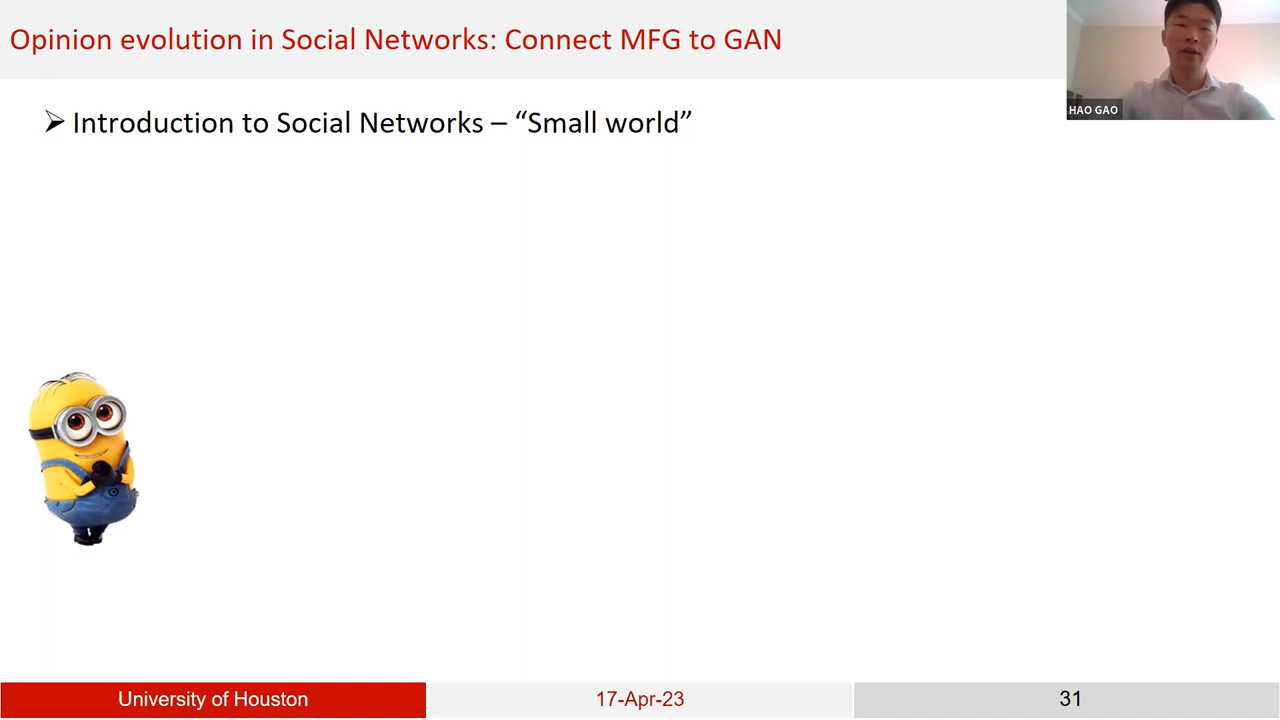 Opinion evolution in Social Networks: Connect MFG to GAN
HAO GAO
➢ Introduction to Social Networks – “Small world”
University of Houston
17-Apr-23
31